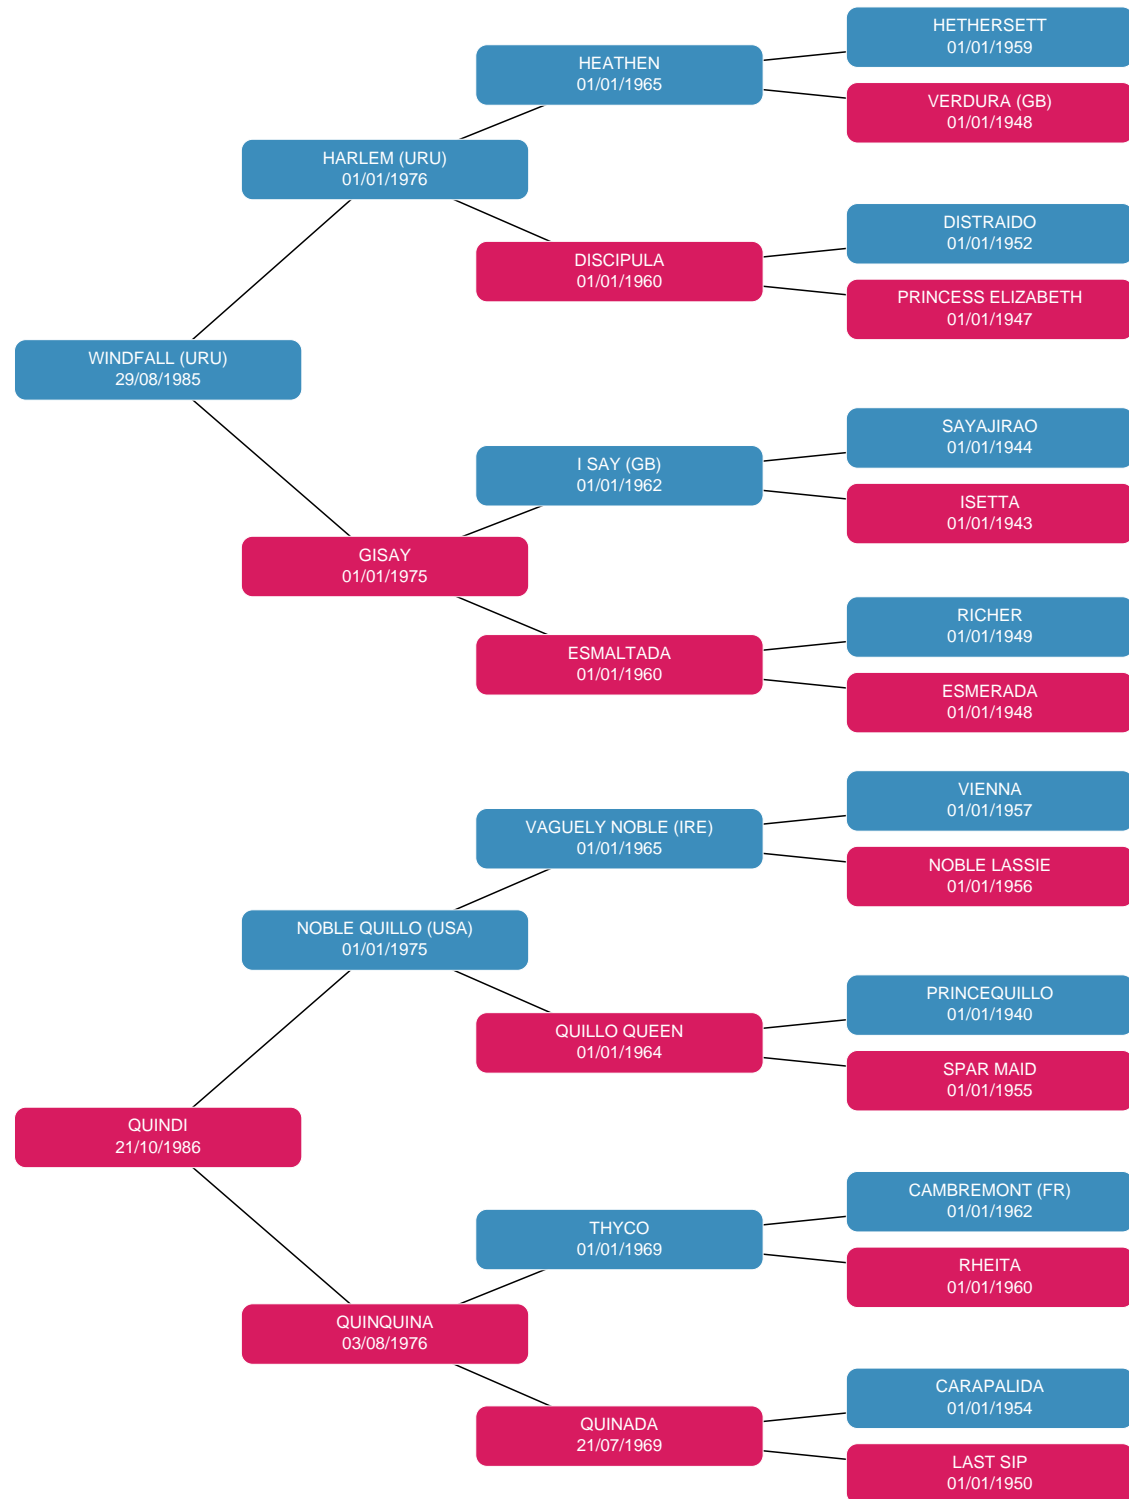 HETHERSETT
01/01/1959
HEATHEN
01/01/1965
VERDURA (GB)
01/01/1948
HARLEM (URU)
01/01/1976
DISTRAIDO
01/01/1952
DISCIPULA
01/01/1960
PRINCESS ELIZABETH
01/01/1947
WINDFALL (URU)
29/08/1985
SAYAJIRAO
01/01/1944
I SAY (GB)
01/01/1962
ISETTA
01/01/1943
GISAY
01/01/1975
RICHER
01/01/1949
ESMALTADA
01/01/1960
ESMERADA
01/01/1948
VIENNA
01/01/1957
VAGUELY NOBLE (IRE)
01/01/1965
NOBLE LASSIE
01/01/1956
NOBLE QUILLO (USA)
01/01/1975
PRINCEQUILLO
01/01/1940
QUILLO QUEEN
01/01/1964
SPAR MAID
01/01/1955
QUINDI
21/10/1986
CAMBREMONT (FR)
01/01/1962
THYCO
01/01/1969
RHEITA
01/01/1960
QUINQUINA
03/08/1976
CARAPALIDA
01/01/1954
QUINADA
21/07/1969
LAST SIP
01/01/1950